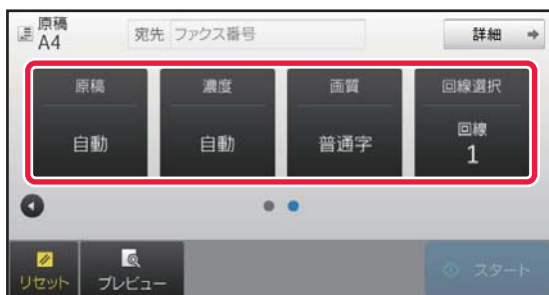 原稿
A4
宛先 ファクス番号
詳細
原稿 濃度 画質 回線選択
自動 自動 普通字 回線
1
リセット プレビュー スタート